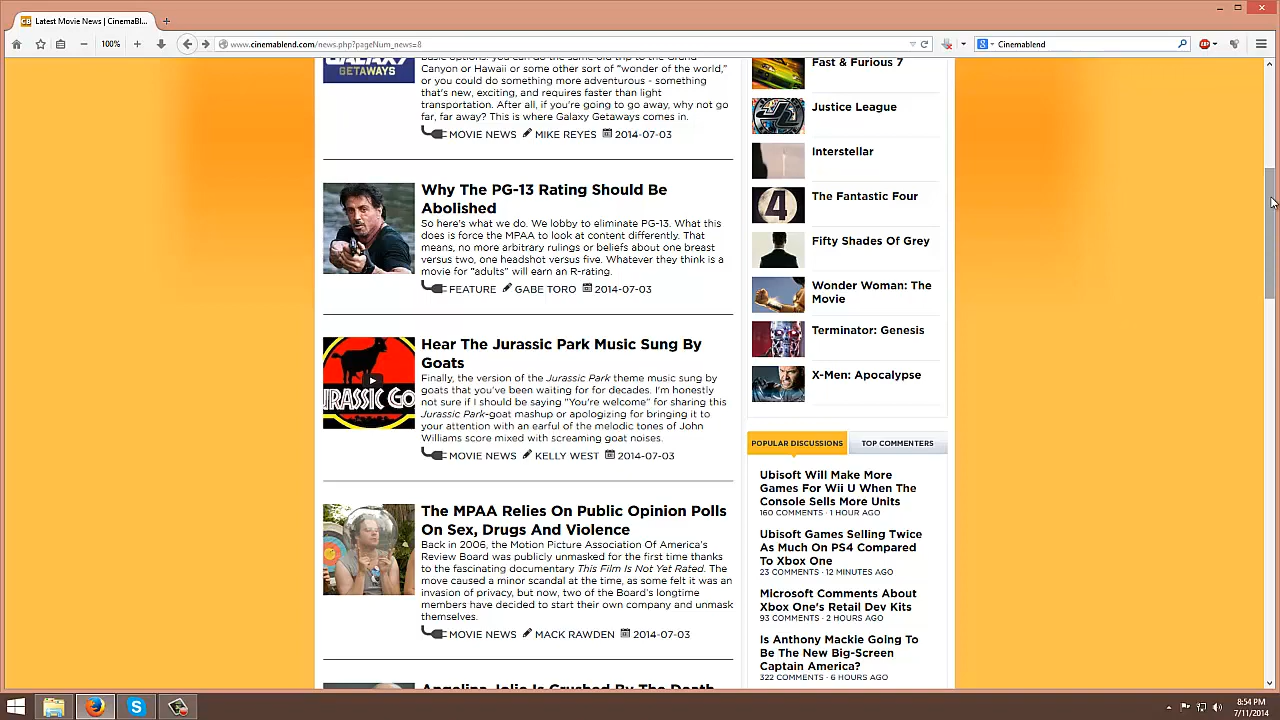 Latest Movie News | CinemaBl...
100%
www.cinemablend.com/news.php?pageNum_news=8
Cinemablend
GALAXY
GETAWAYS
Canyon or Hawaii or some other sort of "wonder of the world,"
or you could do something more adventurous - something
that's new, exciting, and requires faster than light
transportation. After all, if you're going to go away, why not go
far, far away? This is where Galaxy Getaways comes in.
MOVIE NEWS MIKE REYES 2014-07-03
Why The PG-13 Rating Should Be
Abolished
So here's what we do. We lobby to eliminate PG-13. What this
does is force the MPAA to look at content differently. That
means, no more arbitrary rulings or beliefs about one breast
versus two, one headshot versus five. Whatever they think is a
movie for "adults" will earn an R-rating.
FEATURE GABE TORO 2014-07-03
JURASSIC GO
Hear The Jurassic Park Music Sung By
Goats
Finally, the version of the Jurassic Park theme music sung by
goats that you've been waiting for for decades. I'm honestly
not sure if I should be saying "You're welcome" for sharing this
Jurassic Park-goat mashup or apologizing for bringing it to
your attention with an earful of the melodic tones of John
Williams score mixed with screaming goat noises.
MOVIE NEWS KELLY WEST 2014-07-03
The MPAA Relies On Public Opinion Polls
On Sex, Drugs And Violence
Back in 2006, the Motion Picture Association Of America's
Review Board was publicly unmasked for the first time thanks
to the fascinating documentary This Film Is Not Yet Rated. The
move caused a minor scandal at the time, as some felt it was an
invasion of privacy, but now, two of the Board's longtime
members have decided to start their own company and unmask
themselves.
MOVIE NEWS MACK RAWDEN 2014-07-03
Angelina Jolie Is Crushed By The Death
Fast & Furious 7
Justice League
Interstellar
4
The Fantastic Four
Fifty Shades Of Grey
Wonder Woman: The
Movie
Terminator: Genesis
X-Men: Apocalypse
POPULAR DISCUSSIONS
TOP COMMENTERS
Ubisoft Will Make More
Games For Wii U When The
Console Sells More Units
160 COMMENTS · 1 HOUR AGO
Ubisoft Games Selling Twice
As Much On PS4 Compared
To Xbox One
23 COMMENTS · 12 MINUTES AGO
Microsoft Comments About
Xbox One's Retail Dev Kits
93 COMMENTS · 2 HOURS AGO
Is Anthony Mackie Going To
Be The New Big-Screen
Captain America?
322 COMMENTS · 6 HOURS AGO
8:54 PM
7/11/2014